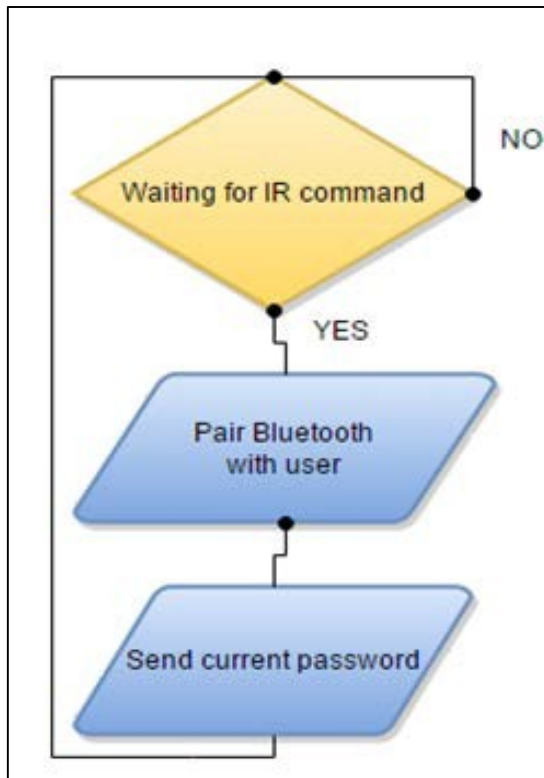 Waiting for IR command
NO
YES
Pair Bluetooth
with user
Send current password